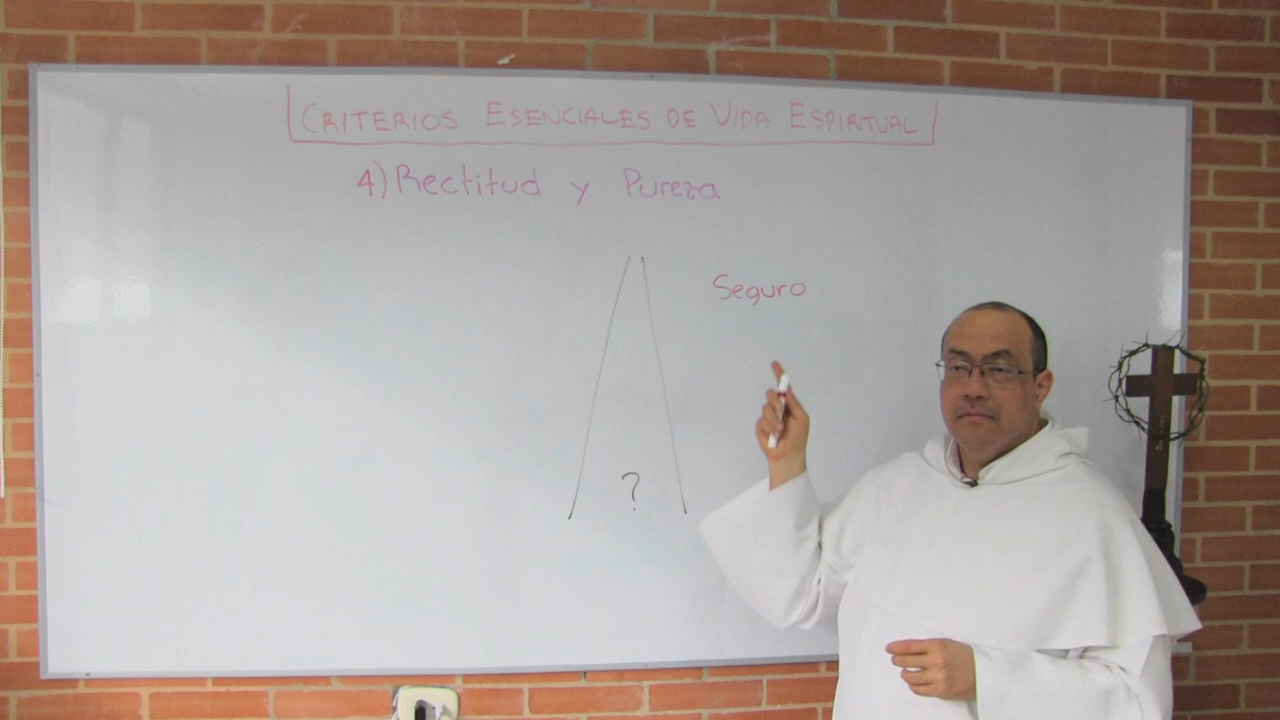 CRITERIOS ESENCIALES DE VIDA ESPIRITUAL
4) Rectitud y Pureza
Seguro
?